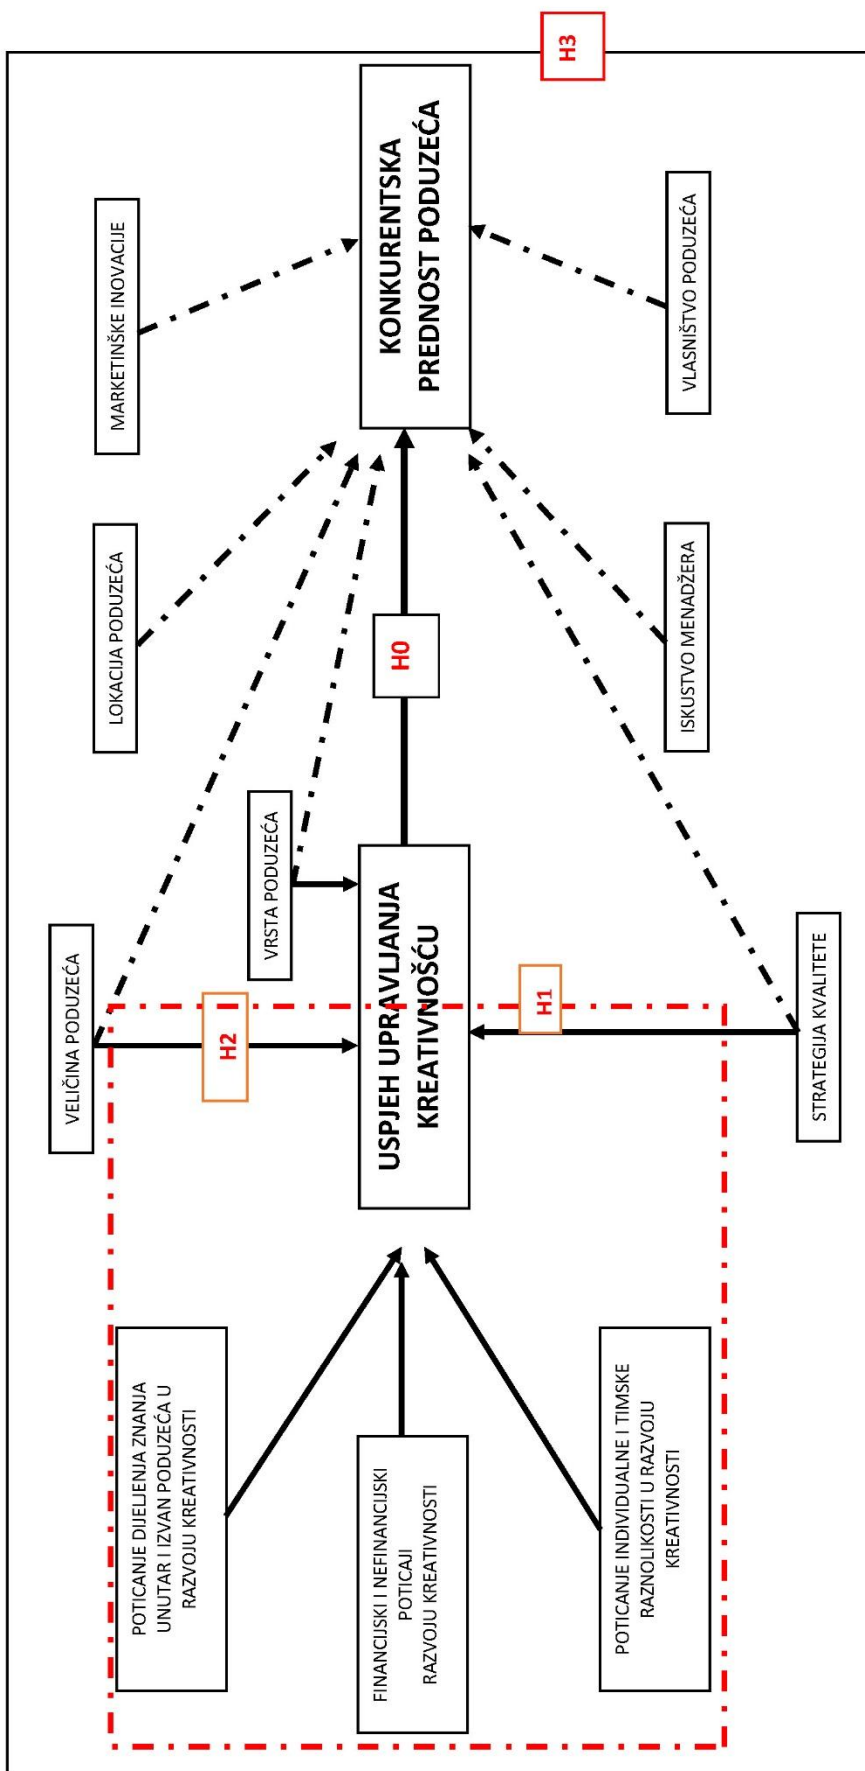 H3
VELIČINA PODUZEĆA
LOKACIJA PODUZEĆA
MARKETINŠKE INOVACIJE
POTICANJE DIJELJENJA ZNANJA
UNUTAR I IZVAN PODUZEĆA U
RAZVOJU KREATIVNOSTI
H2
VRSTA PODUZEĆA
FINANCIJSKI I NEFINANCIJSKI
POTICAJI
RAZVOJU KREATIVNOSTI
USPJEH UPRAVLJANJA
KREATIVNOŠĆU
H0
KONKURENTSKA
PREDNOST PODUZEĆA
H1
POTICANJE INDIVIDUALNE I TIMSKE
RAZNOLIKOSTI U RAZVOJU
KREATIVNOSTI
STRATEGIJA KVALITETE
ISKUSTVO MENADŽERA
VLASNIŠTVO PODUZEĆA